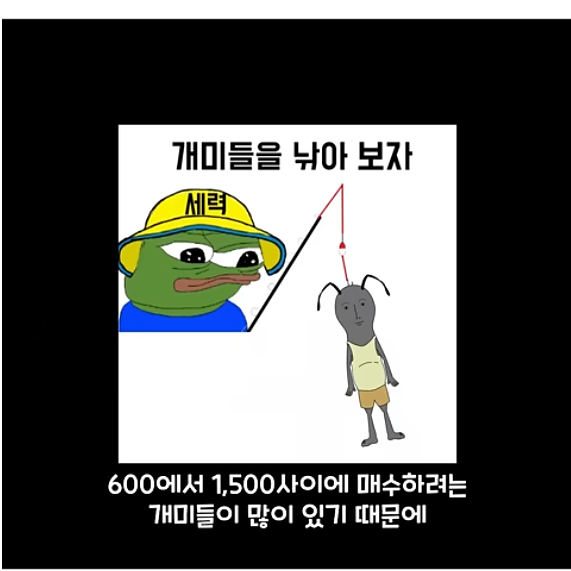 개미들을 낚아 보자
세력
600에서 1,500사이에 매수하려는
개미들이 많이 있기 때문에